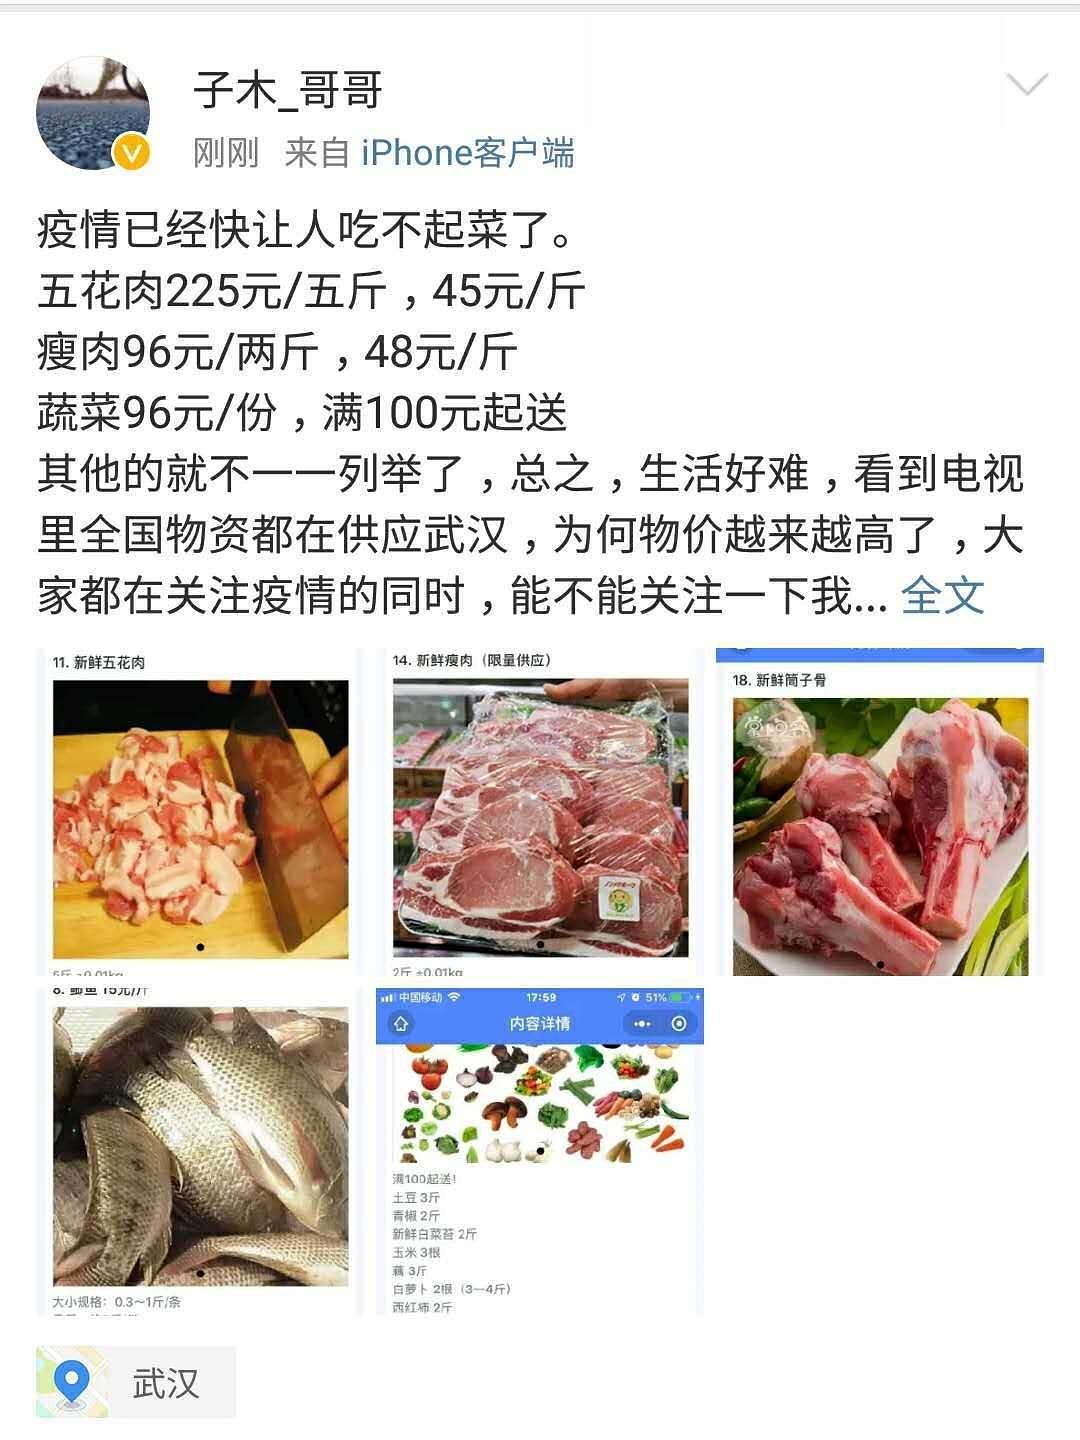 子木_哥哥
刚刚 来自 iPhone客户端
疫情已经快让人吃不起菜了。
五花肉225元/五斤，45元/斤
瘦肉96元/两斤，48元/斤
蔬菜96元/份，满100元起送
其他的就不一一列举了，总之，生活好难，看到电视
里全国物资都在供应武汉，为何物价越来越高了，大
家都在关注疫情的同时，能不能关注一下我... 全文
11. 新鲜五花肉
5斤 ±0.01kg
14. 新鲜瘦肉（限量供应）
2斤 ±0.01kg
18. 新鲜筒子骨
8. 鲫鱼 15元/斤
大小规格：0.3～1斤/条
中国移动 17:59 51%
内容详情
满100起送！
土豆 3斤
青椒 2斤
新鲜白菜苔 2斤
玉米 3根
藕 3斤
白萝卜 2根（3—4斤）
西红柿 2斤
武汉